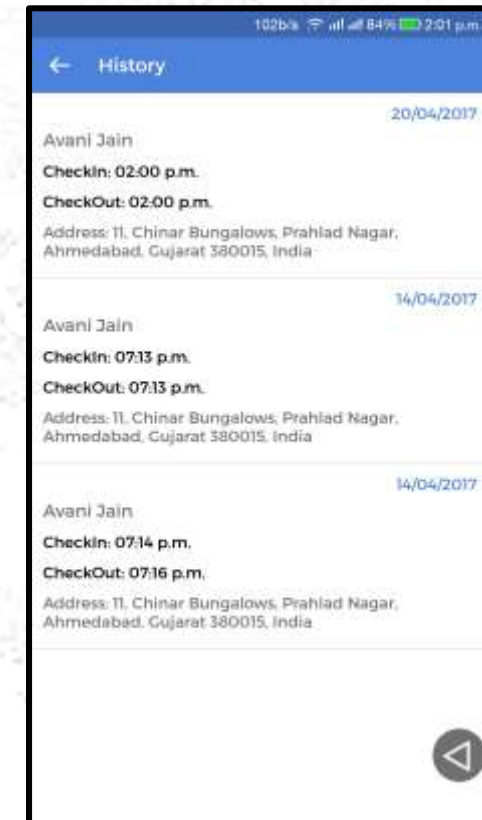 102b/s 84% 2:01 p.m.
History
20/04/2017
Avani Jain
CheckIn: 02:00 p.m.
CheckOut: 02:00 p.m.
Address: 11, Chinar Bungalows, Prahlad Nagar,
Ahmedabad, Gujarat 380015, India
14/04/2017
Avani Jain
CheckIn: 07:13 p.m.
CheckOut: 07:13 p.m.
Address: 11, Chinar Bungalows, Prahlad Nagar,
Ahmedabad, Gujarat 380015, India
14/04/2017
Avani Jain
CheckIn: 07:14 p.m.
CheckOut: 07:16 p.m.
Address: 11, Chinar Bungalows, Prahlad Nagar,
Ahmedabad, Gujarat 380015, India